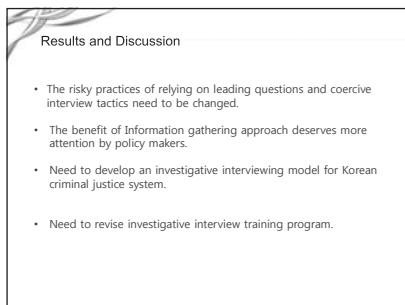 Results and Discussion
• The risky practices of relying on leading questions and coercive
interview tactics need to be changed.
• The benefit of Information gathering approach deserves more
attention by policy makers.
• Need to develop an investigative interviewing model for Korean
criminal justice system.
• Need to revise investigative interview training program.